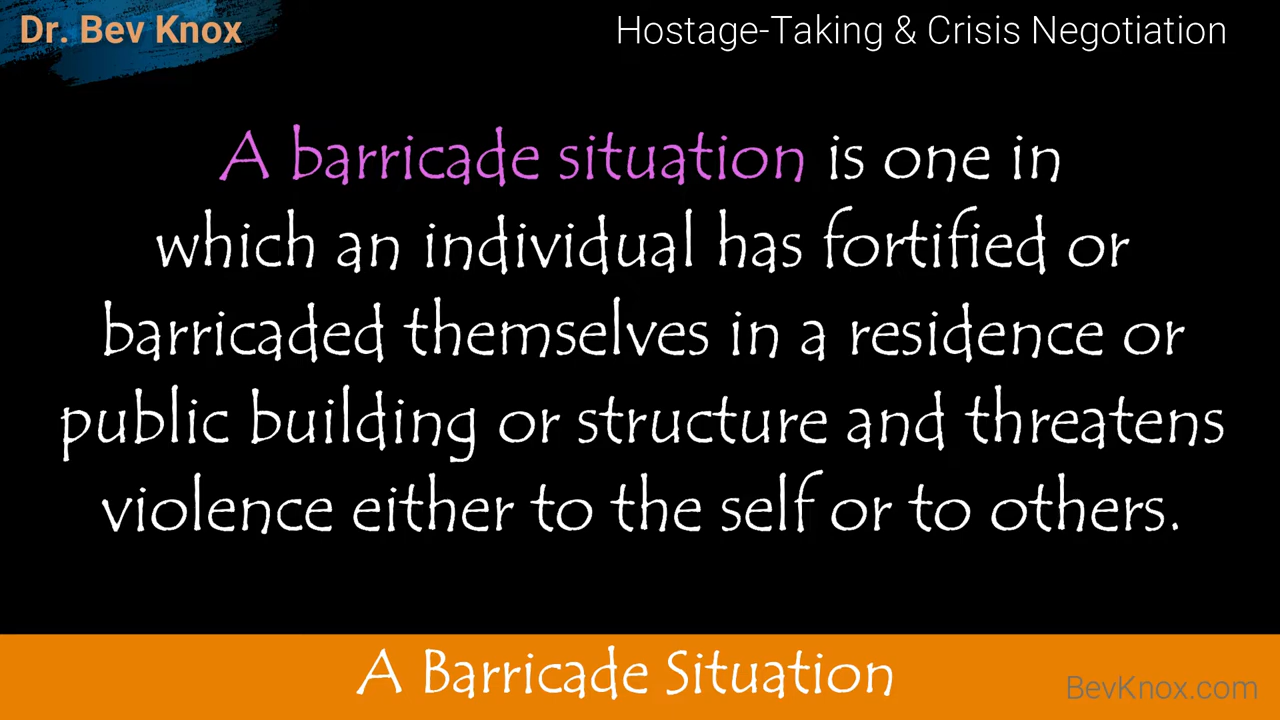 Dr. Bev Knox
Hostage-Taking & Crisis Negotiation
A barricade situation is one in
which an individual has fortified or
barricaded themselves in a residence or
public building or structure and threatens
violence either to the self or to others.
A Barricade Situation
BevKnox.com